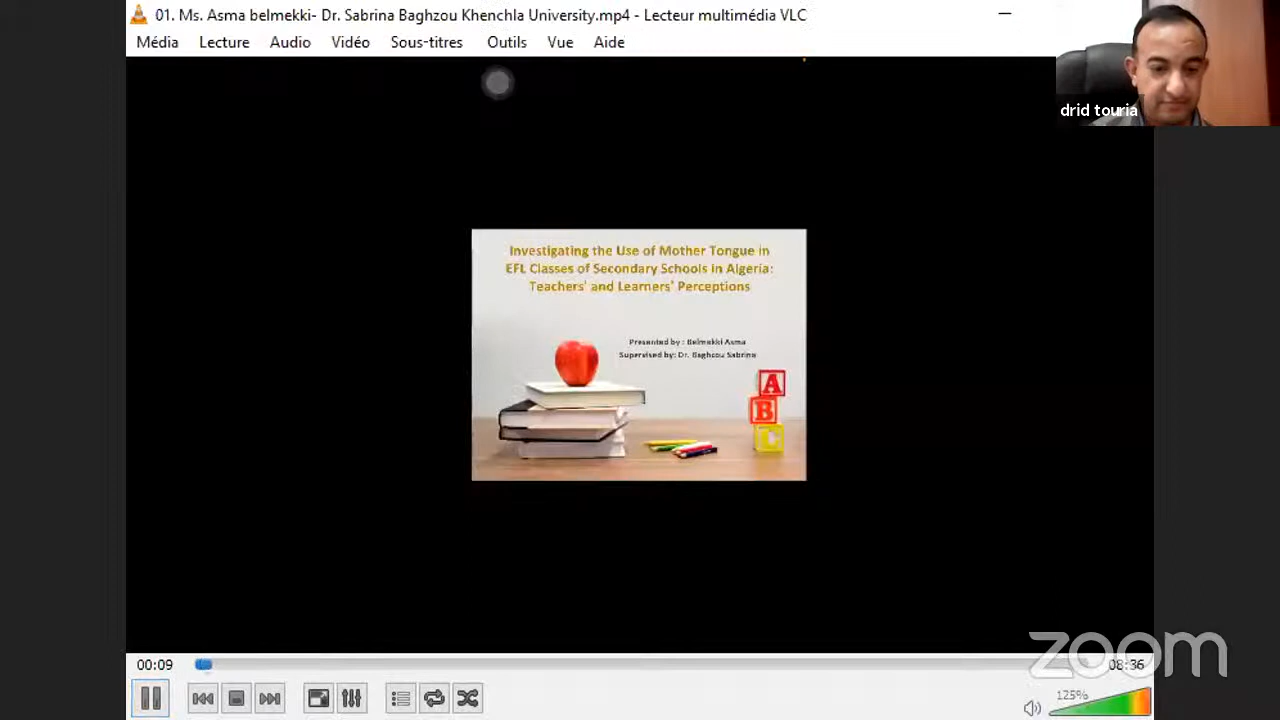 01. Ms. Asma belmekki- Dr. Sabrina Baghzou Khenchla University.mp4 - Lecteur multimédia VLC
Média Lecture Audio Vidéo Sous-titres Outils Vue Aide
drid touria
Investigating the Use of Mother Tongue in
EFL Classes of Secondary Schools in Algeria:
Teachers' and Learners' Perceptions
Presented by : Belmekki Asma
Supervised by: Dr. Baghzou Sabrina
A
B
C
00:09
08:36
zoom
125%